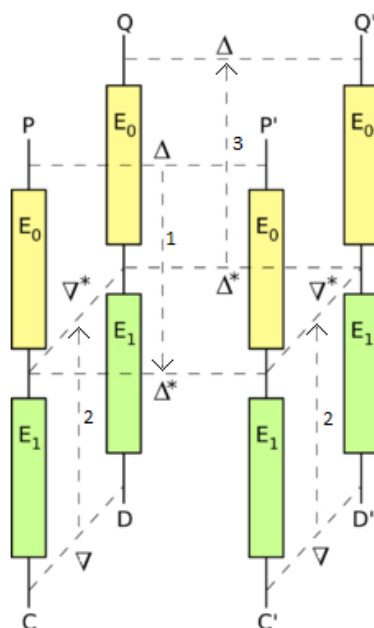 Q Q'
Δ
E₀ E₀
P P'
Δ 3
E₀ E₀
1
∇* Δ* ∇*
E₁ E₁
Δ*
2 2
E₁ E₁
D D'
∇ ∇
C C'